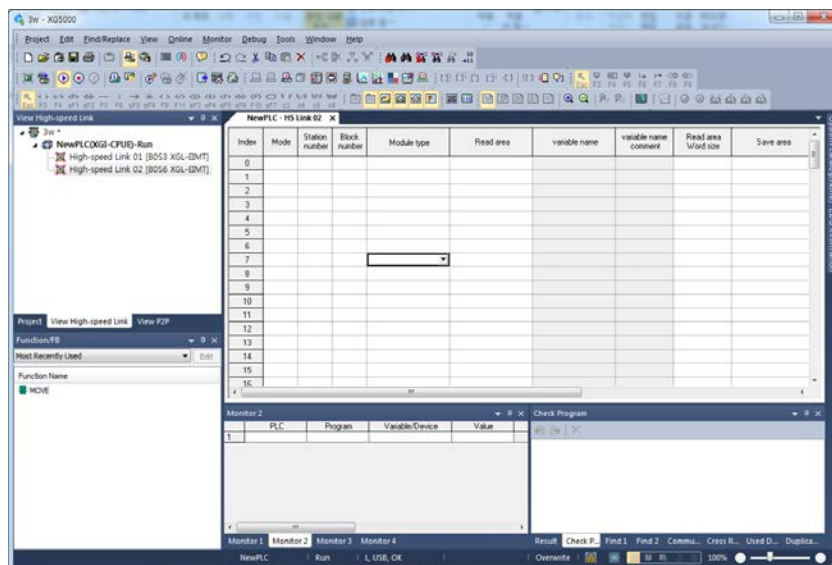 3w - XG5000
Project Edit Find/Replace View Online Monitor Debug Tools Window Help
View High-speed Link
NewPLC - HS Link 02
3w *
NewPLC(XGI-CPUE)-Run
High-speed Link 01 [B0S3 XGL-EIMT]
High-speed Link 02 [B0S6 XGL-EIMT]
Index Mode Station number Block number Module type Read area variable name variable name comment Read area Word size Save area
0
1
2
3
4
5
6
7
8
9
10
11
12
13
14
15
16
Project View High-speed Link View P2P
Function/FB
Most Recently Used Edit
Function Name
MOVE
Monitor 2
PLC Program Variable/Device Value
1
Check Program
Monitor 1 Monitor 2 Monitor 3 Monitor 4
Result Check P... Find 1 Find 2 Commu... Cross R... Used D... Duplica...
NewPLC Run L, USB, OK Overwrite 100%